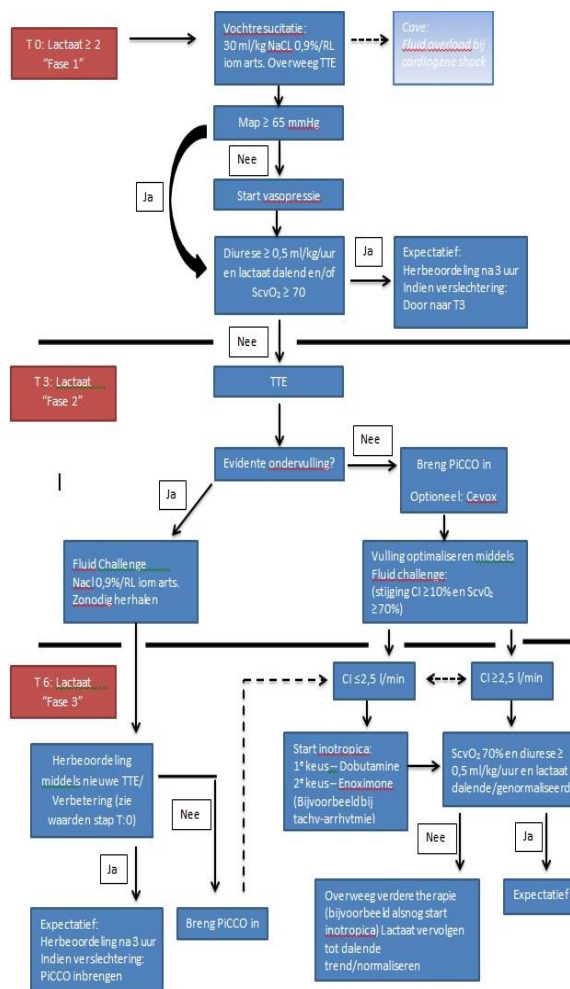 T 0: Lactaat ≥ 2
"Fase 1"
Vochtresucitatie:
30 ml/kg NaCL 0,9%/RL
iom arts. Overweeg TTE
Cave:
Fluid overload bij
cardiogene shock
Map ≥ 65 mmHg
Nee
Ja
Start vasopressie
Diurese ≥ 0,5 ml/kg/uur
en lactaat dalend en/of
ScvO₂ ≥ 70
Ja
Expectatief:
Herbeoordeling na 3 uur
Indien verslechtering:
Door naar T3
Nee
T 3: Lactaat
"Fase 2"
TTE
Evidente ondervulling?
Nee
Breng PiCCO in
Optioneel: Cevox
Ja
Fluid Challenge
Nacl 0,9%/RL iom arts.
Zonodig herhalen
Vulling optimaliseren middels
Fluid challenge:
(stijging CI ≥ 10% en ScvO₂
≥70%)
T 6: Lactaat
"Fase 3"
CI ≤ 2,5 l/min
CI ≥ 2,5 l/min
Herbeoordeling
middels nieuwe TTE/
Verbetering (zie
waarden stap T:0)
Nee
Start inotropica:
1ᵉ keus – Dobutamine
2ᵉ keus – Enoximone
(Bijvoorbeeld bij
tachy-arrhytmie)
ScvO₂ 70% en diurese ≥
0,5 ml/kg/uur en lactaat
dalende/genormaliseerd
Nee
Ja
Ja
Expectatief:
Herbeoordeling na 3 uur
Indien verslechtering:
PiCCO inbrengen
Breng PiCCO in
Overweeg verdere therapie
(bijvoorbeeld alsnog start
inotropica) Lactaat vervolgen
tot dalende
trend/normaliseren
Expectatief